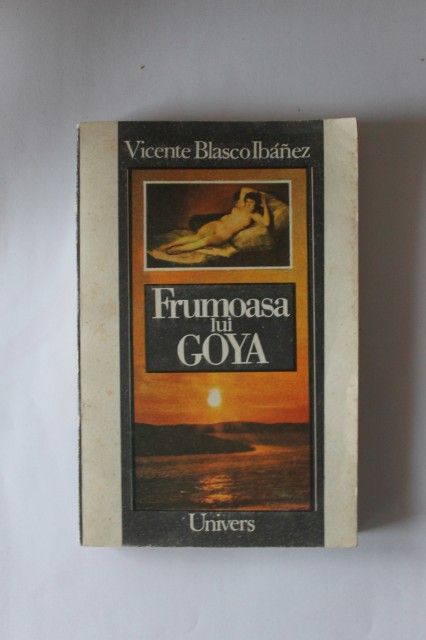 Vicente Blasco Ibáñez
Frumoasa
lui
GOYA
Univers